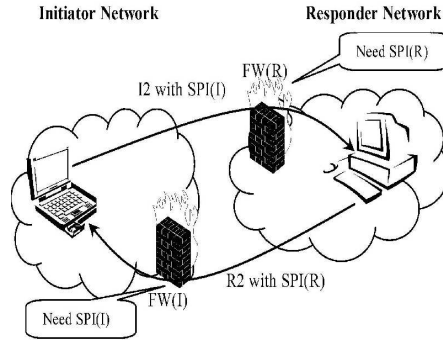 Initiator Network
Responder Network
Need SPI(R)
FW(R)
I2 with SPI(I)
R2 with SPI(R)
FW(I)
Need SPI(I)